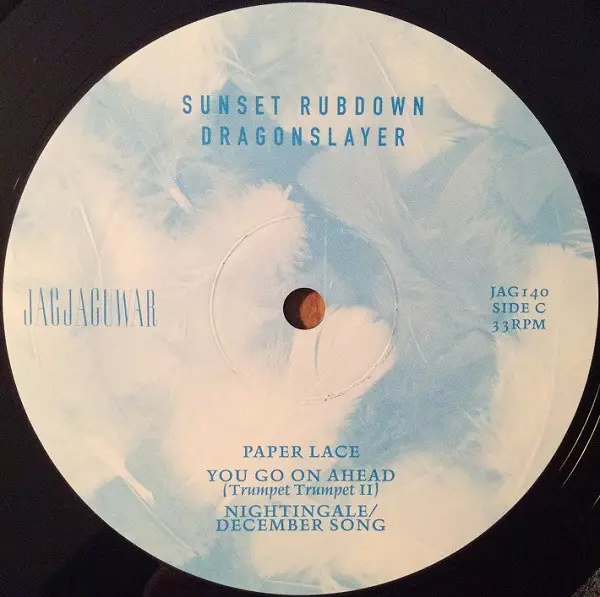 SUNSET RUBDOWN
DRAGONSLAYER
JAGJAGUWAR
JAG140
SIDE C
33RPM
PAPER LACE
YOU GO ON AHEAD
(Trumpet Trumpet II)
NIGHTINGALE/
DECEMBER SONG